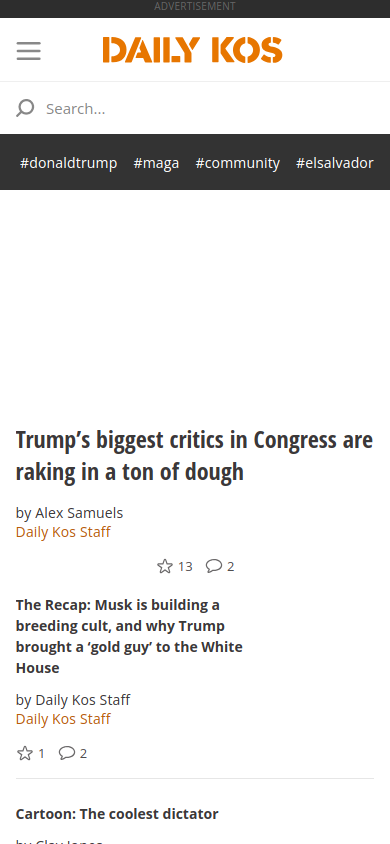 ADVERTISEMENT
DAILY KOS
Search...
#donaldtrump #maga #community #elsalvador
Trump’s biggest critics in Congress are
raking in a ton of dough
by Alex Samuels
Daily Kos Staff
13 2
The Recap: Musk is building a
breeding cult, and why Trump
brought a ‘gold guy’ to the White
House
by Daily Kos Staff
Daily Kos Staff
1 2
Cartoon: The coolest dictator
by Clay Jones